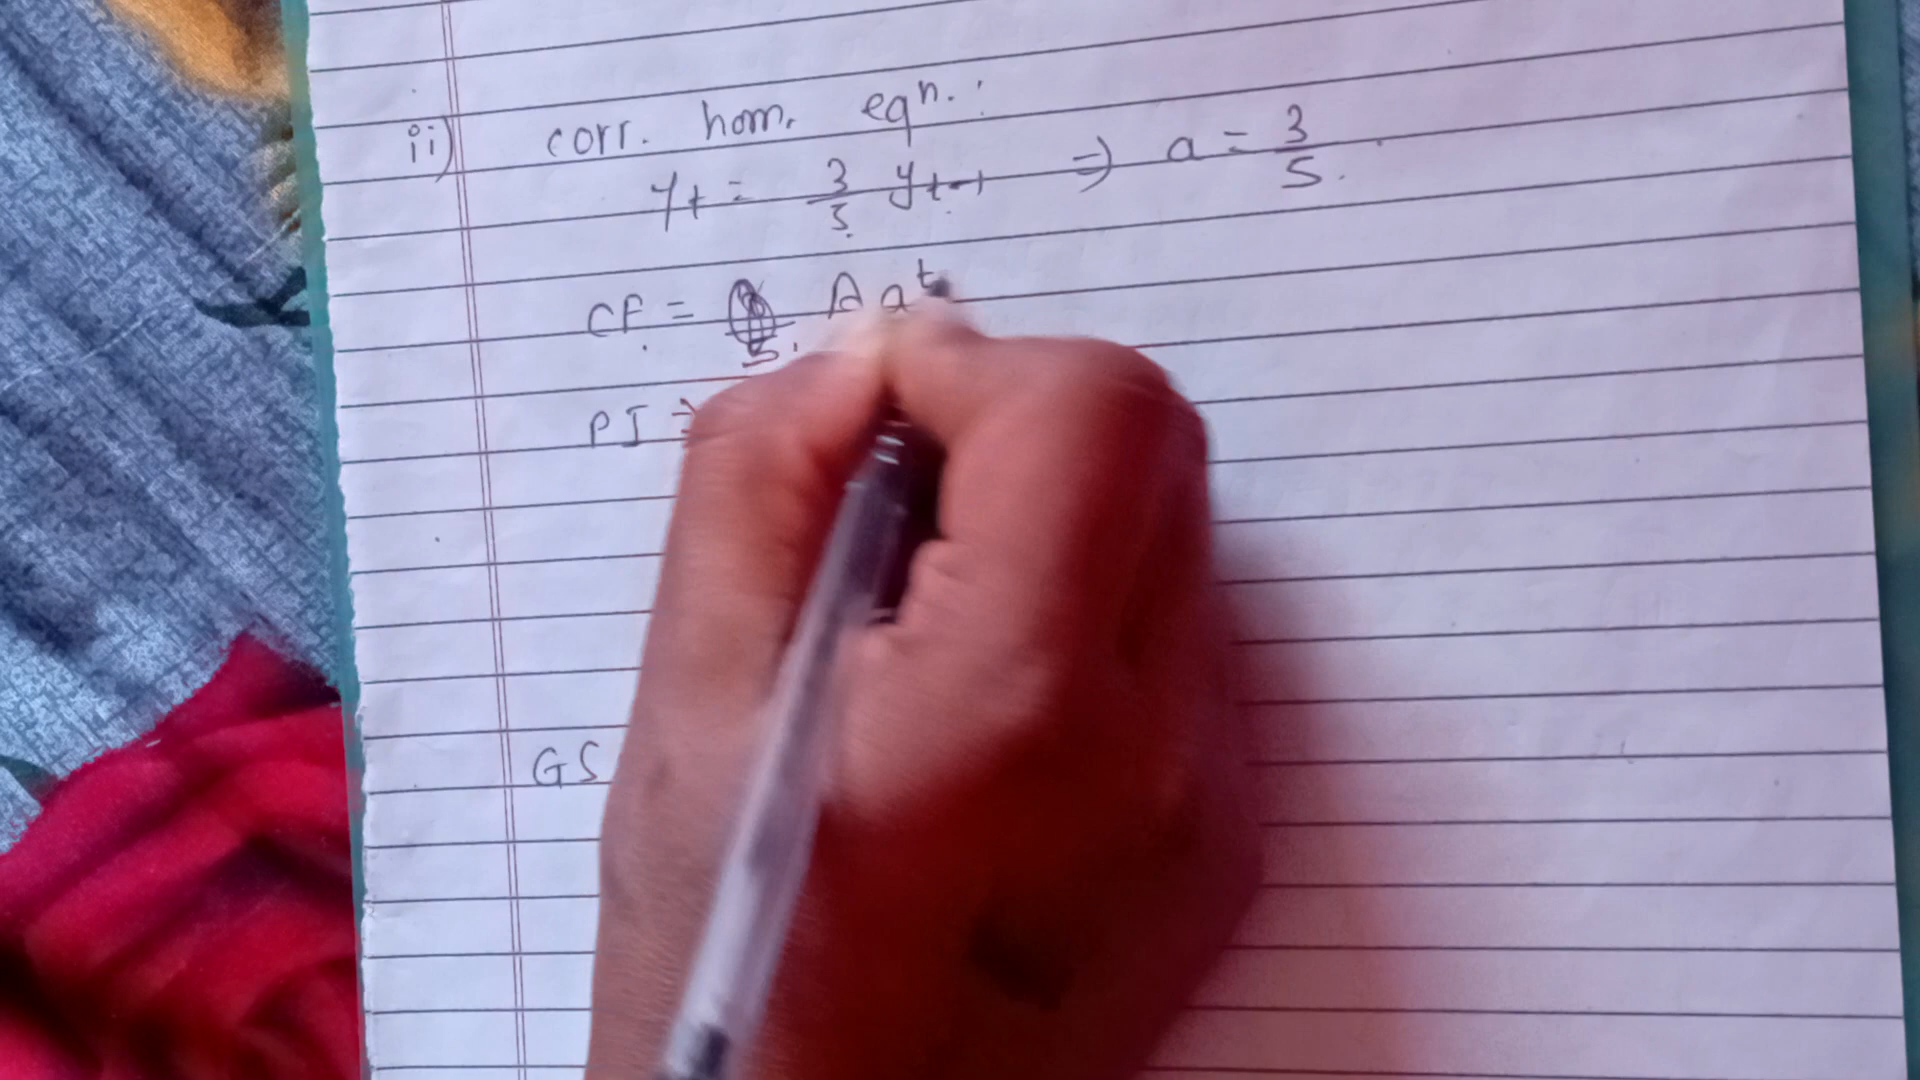 ii) corr. hom. eqn. :
yt = 3/5 yt-1 ⇒ a = 3/5.
CF = A a^t
PI →
GS